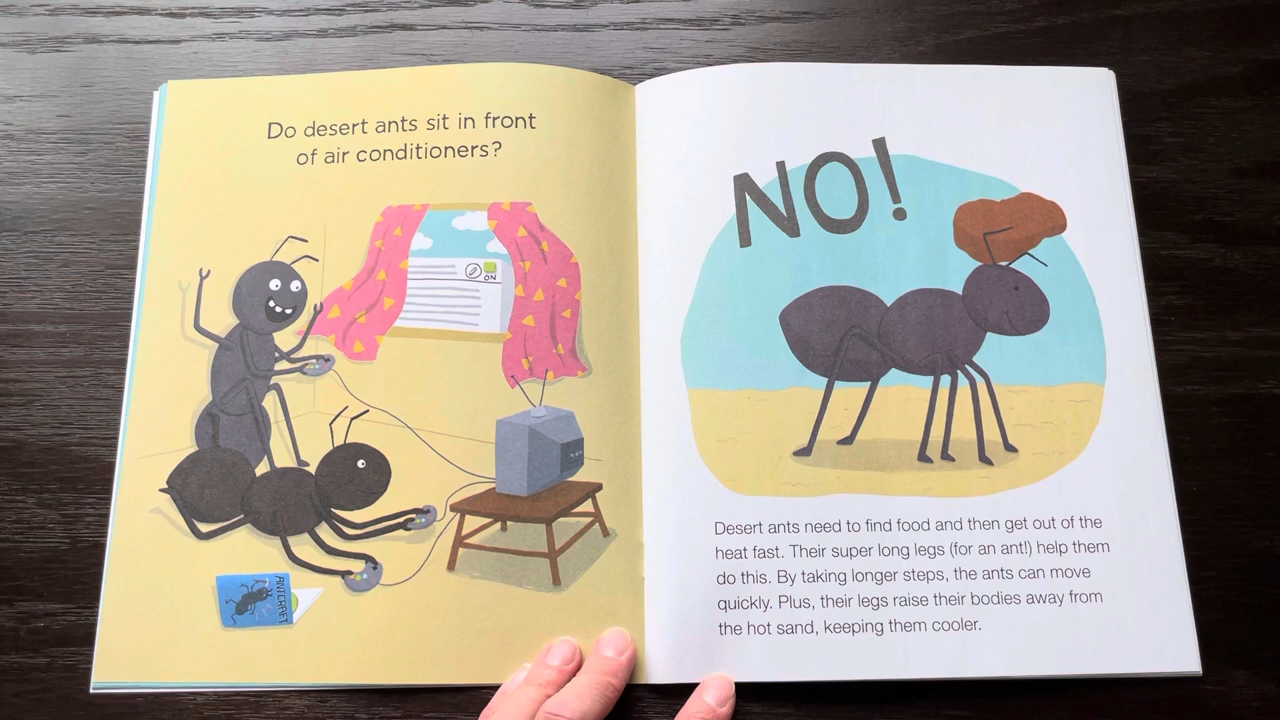 Do desert ants sit in front
of air conditioners?
ON
ANTCRAFT
NO!
Desert ants need to find food and then get out of the
heat fast. Their super long legs (for an ant!) help them
do this. By taking longer steps, the ants can move
quickly. Plus, their legs raise their bodies away from
the hot sand, keeping them cooler.